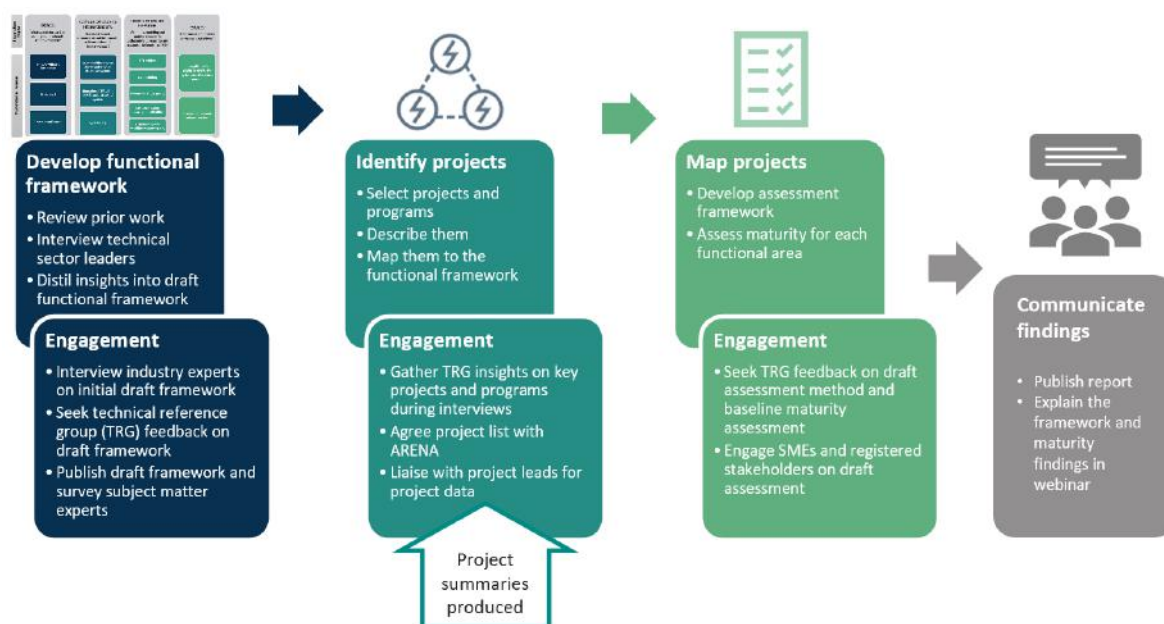 Develop functional
framework
• Review prior work
• Interview technical
sector leaders
• Distil insights into draft
functional framework
Engagement
• Interview industry experts
on initial draft framework
• Seek technical reference
group (TRG) feedback on
draft framework
• Publish draft framework and
survey subject matter
experts
Identify projects
• Select projects and
programs
• Describe them
• Map them to the
functional framework
Engagement
• Gather TRG insights on key
projects and programs
during interviews
• Agree project list with
ARENA
• Liaise with project leads for
project data
Project
summaries
produced
Map projects
• Develop assessment
framework
• Assess maturity for each
functional area
Engagement
• Seek TRG feedback on draft
assessment method and
baseline maturity
assessment
• Engage SMEs and registered
stakeholders on draft
assessment
Communicate
findings
• Publish report
• Explain the
framework and
maturity
findings in
webinar